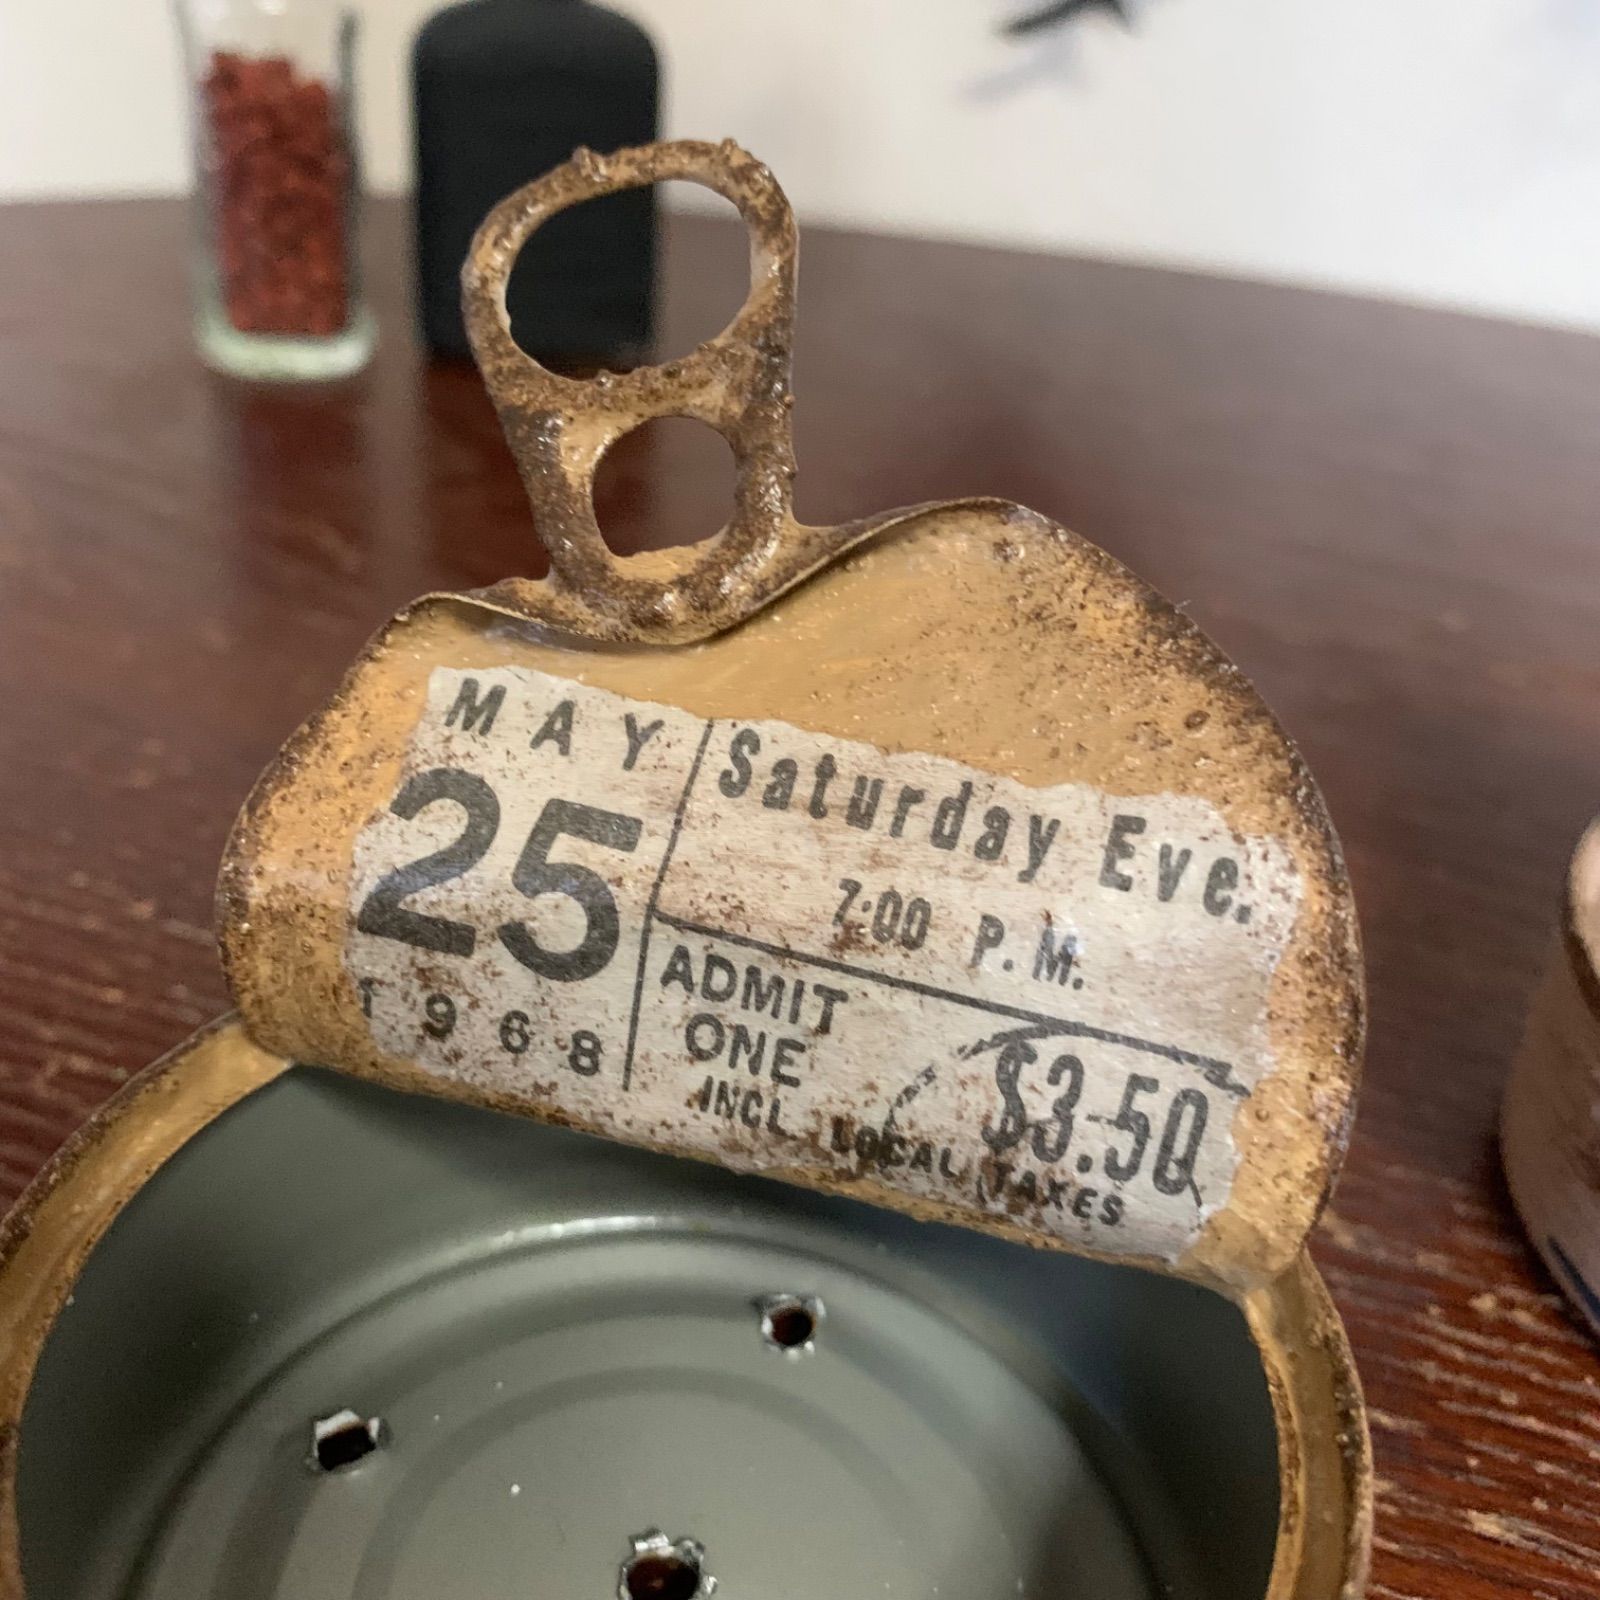 MAY
25
1968
Saturday Eve.
7:00 P.M.
ADMIT
ONE
$3.50
INCL. LOCAL TAXES